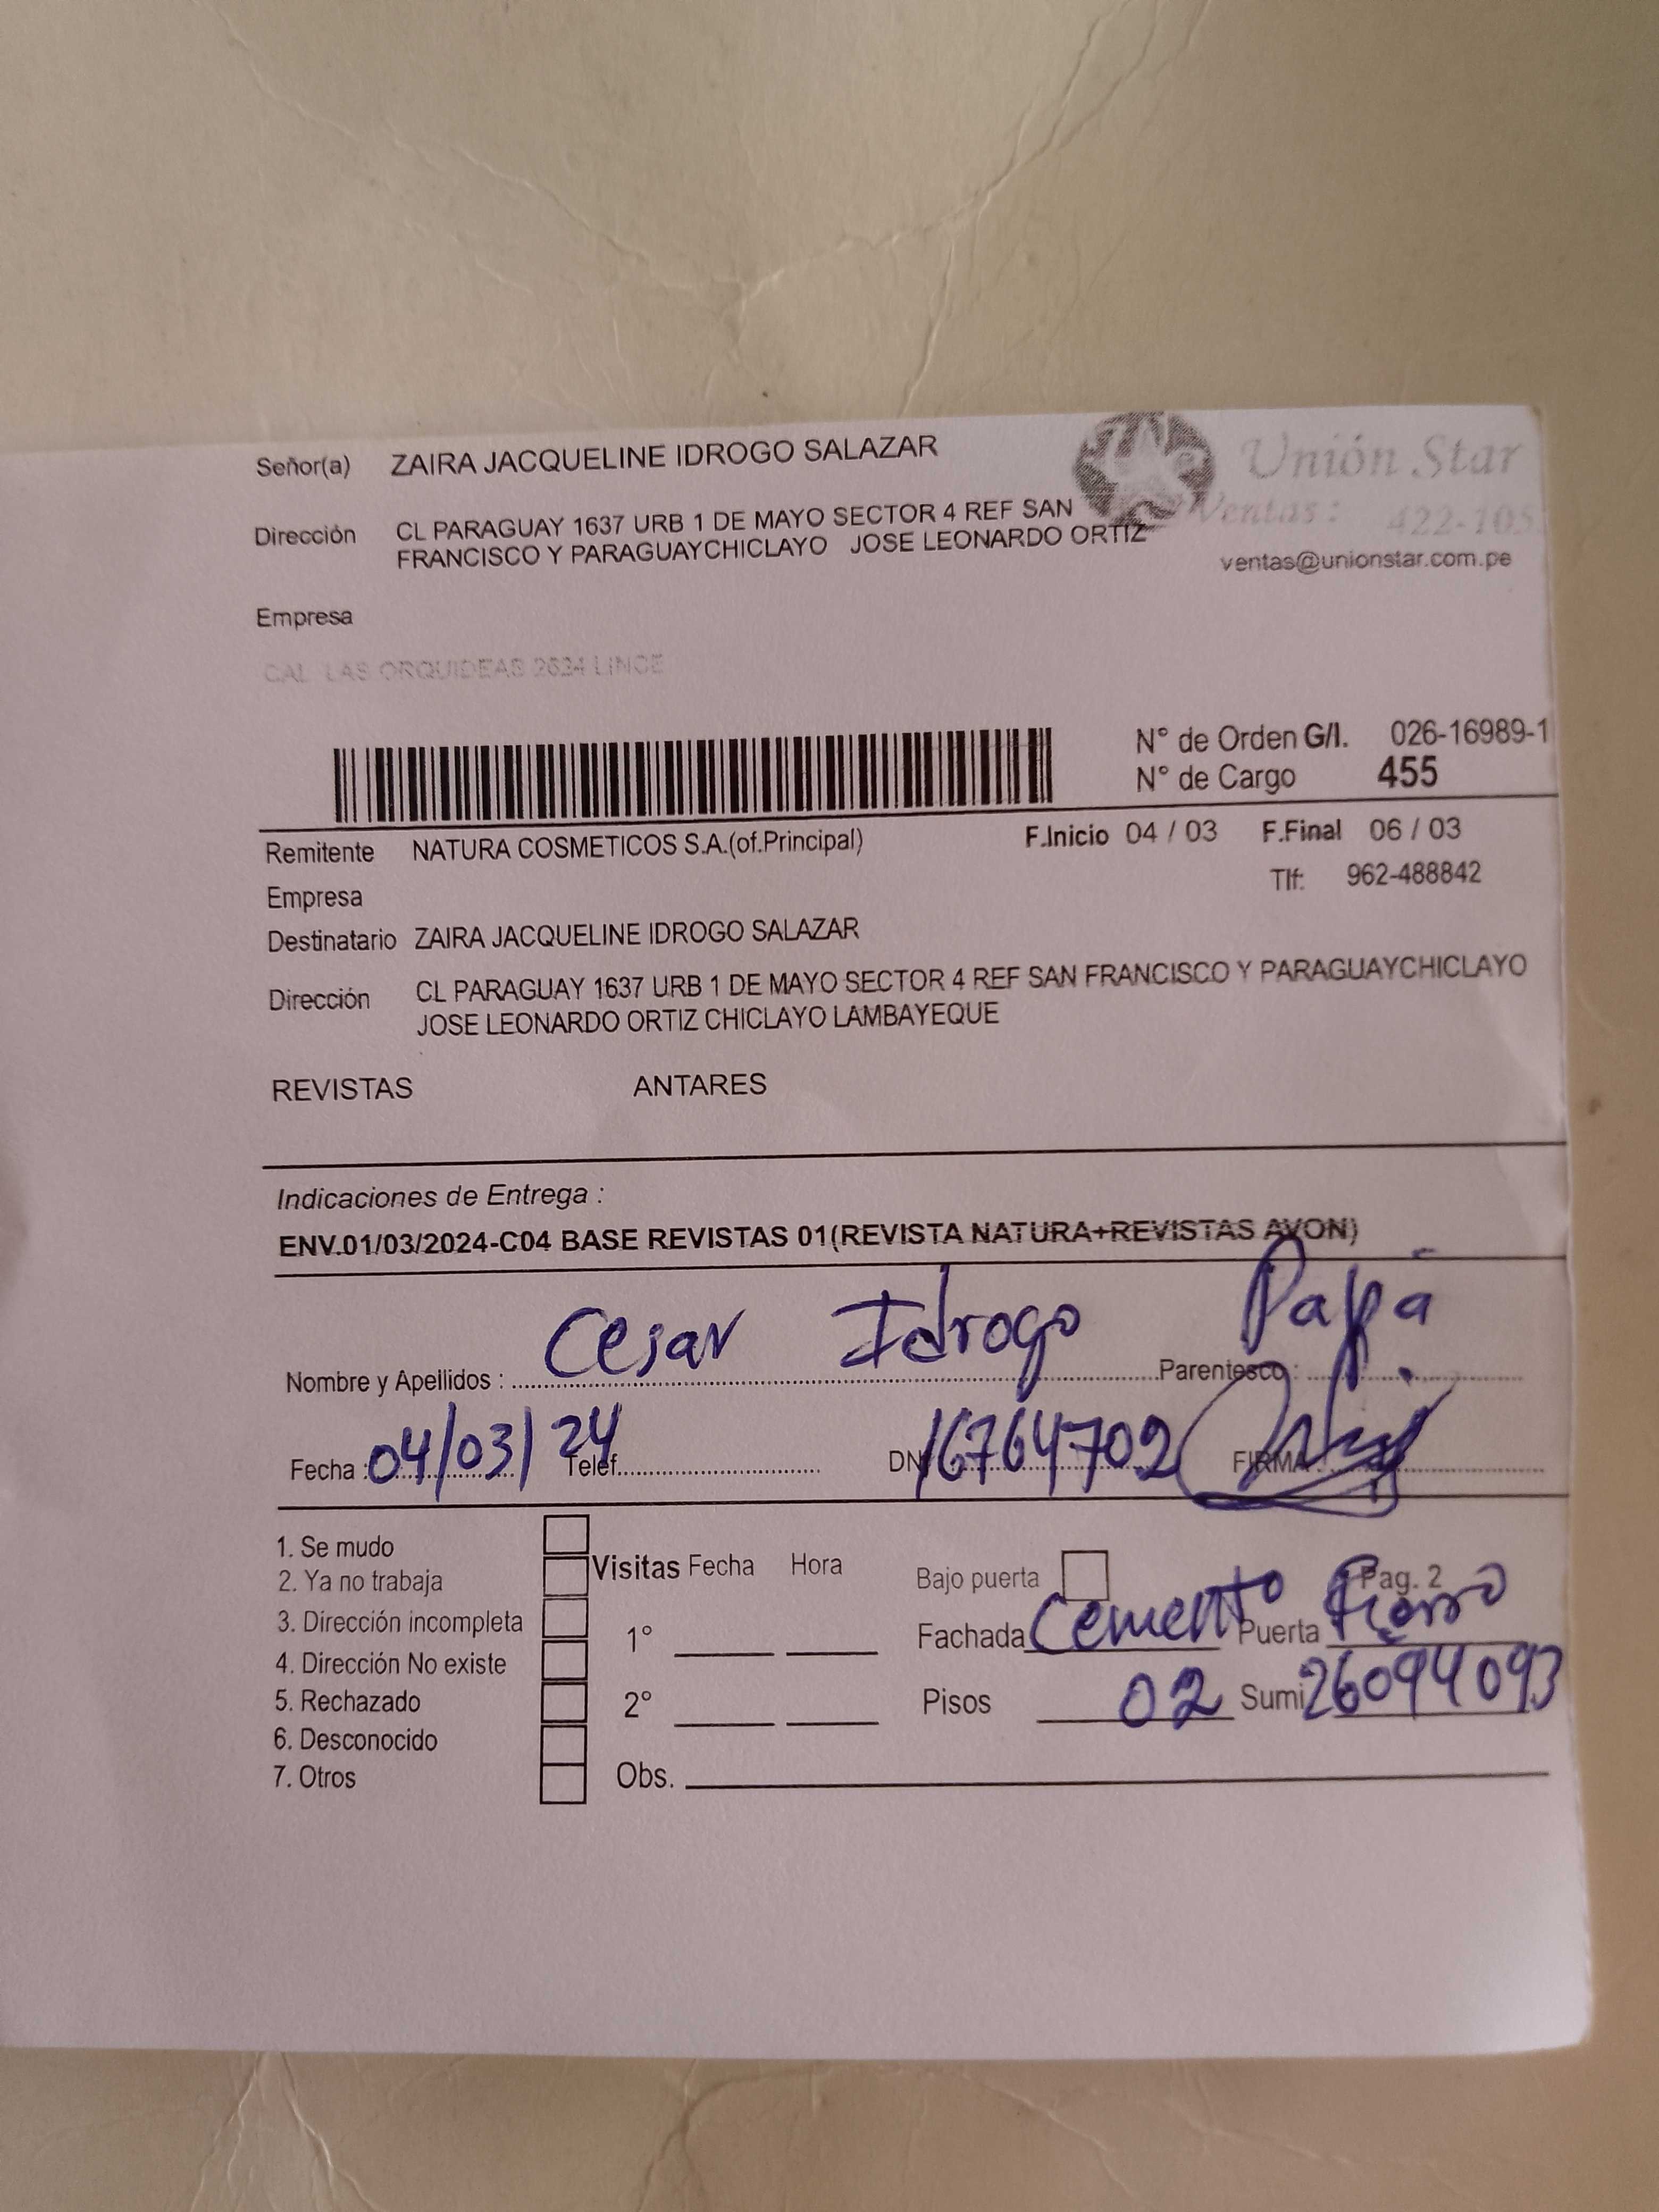 Señor(a) ZAIRA JACQUELINE IDROGO SALAZAR
Unión Star
Dirección CL PARAGUAY 1637 URB 1 DE MAYO SECTOR 4 REF SAN
Ventas: 422-105
FRANCISCO Y PARAGUAYCHICLAYO JOSE LEONARDO ORTIZ
ventas@unionstar.com.pe
Empresa
CAL LAS ORQUIDEAS 2634 LINCE
N° de Orden G/I. 026-16989-1
N° de Cargo 455
Remitente NATURA COSMETICOS S.A.(of.Principal) F.Inicio 04 / 03 F.Final 06 / 03
Empresa Tlf: 962-488842
Destinatario ZAIRA JACQUELINE IDROGO SALAZAR
Dirección CL PARAGUAY 1637 URB 1 DE MAYO SECTOR 4 REF SAN FRANCISCO Y PARAGUAYCHICLAYO
JOSE LEONARDO ORTIZ CHICLAYO LAMBAYEQUE
REVISTAS ANTARES
Indicaciones de Entrega :
ENV.01/03/2024-C04 BASE REVISTAS 01(REVISTA NATURA+REVISTAS AVON)
Nombre y Apellidos : Cesar Idrogo Parentesco : Papá
Fecha : 04/03/24 Telef. DNI 16764702 FIRMA :
1. Se mudo
2. Ya no trabaja
3. Dirección incompleta
4. Dirección No existe
5. Rechazado
6. Desconocido
7. Otros
Visitas Fecha Hora
1°
2°
Obs.
Bajo puerta Pag. 2
Fachada Cemento Puerta Fierro
Pisos 02 Sumi 26094093